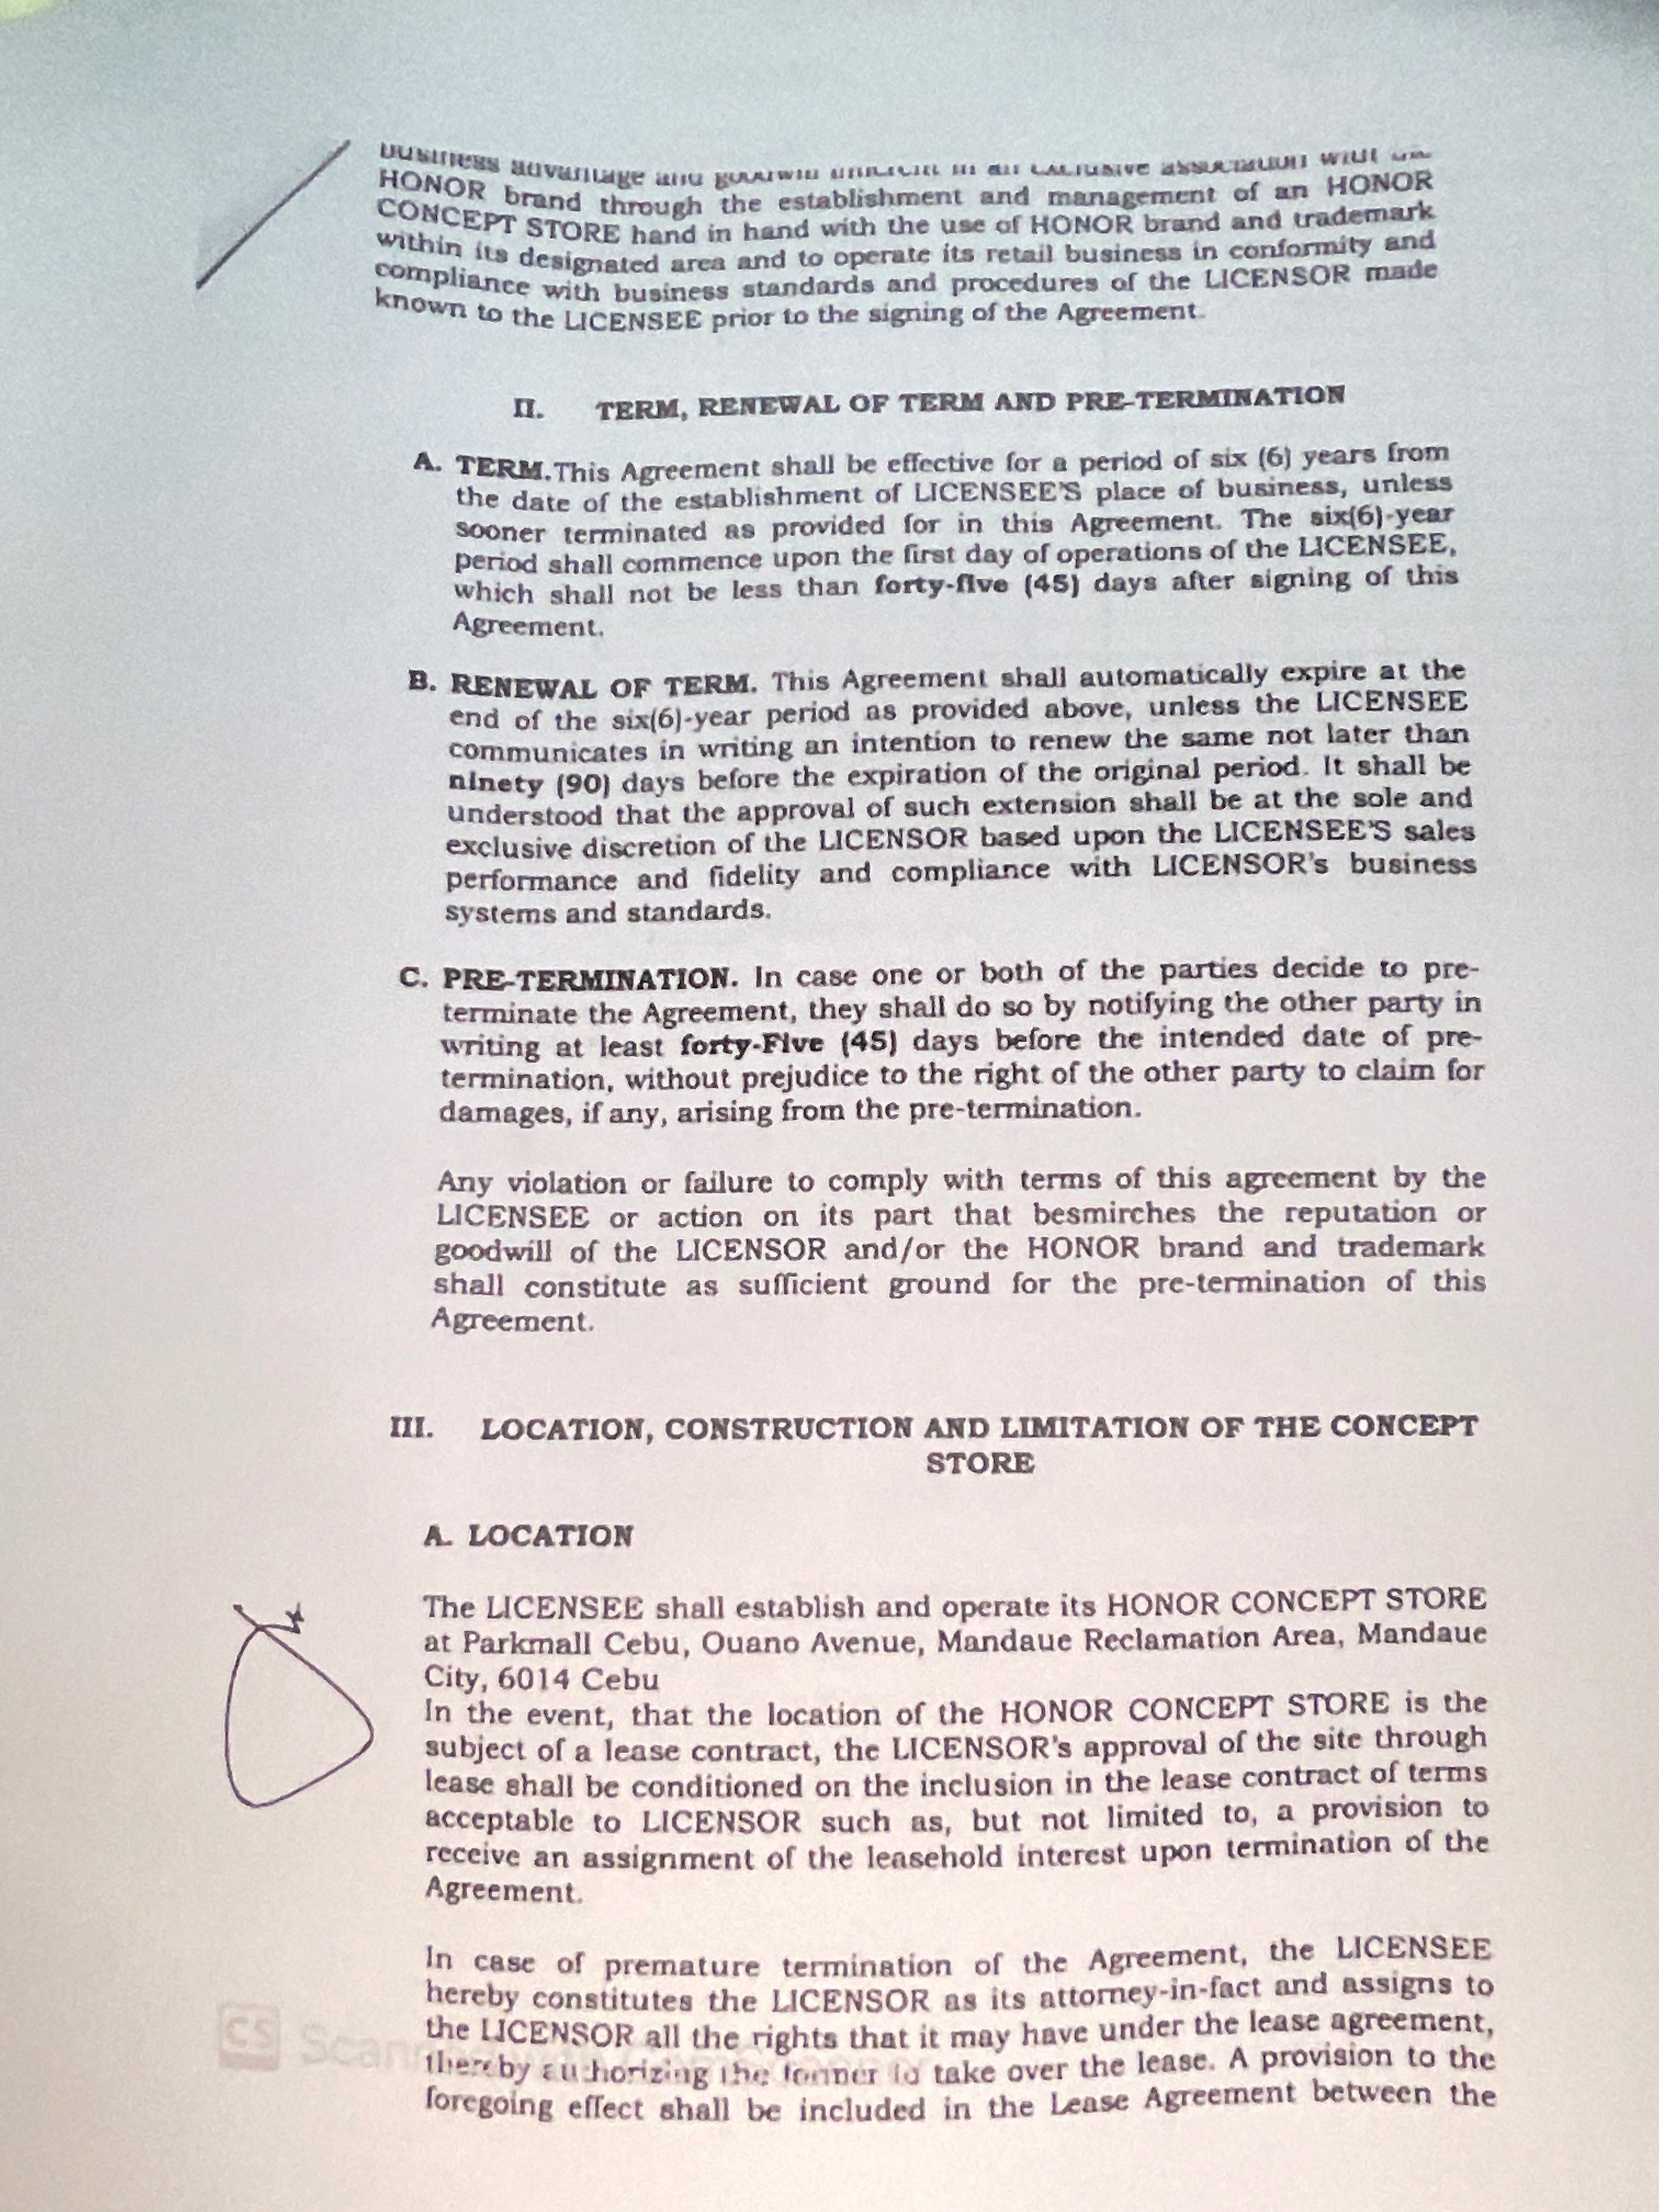 business advantage and goodwill inherent in an exclusive association with the
HONOR brand through the establishment and management of an HONOR
CONCEPT STORE hand in hand with the use of HONOR brand and trademark
within its designated area and to operate its retail business in conformity and
compliance with business standards and procedures of the LICENSOR made
known to the LICENSEE prior to the signing of the Agreement.
II. TERM, RENEWAL OF TERM AND PRE-TERMINATION
A. TERM.This Agreement shall be effective for a period of six (6) years from
the date of the establishment of LICENSEE'S place of business, unless
sooner terminated as provided for in this Agreement. The six(6)-year
period shall commence upon the first day of operations of the LICENSEE,
which shall not be less than forty-five (45) days after signing of this
Agreement.
B. RENEWAL OF TERM. This Agreement shall automatically expire at the
end of the six(6)-year period as provided above, unless the LICENSEE
communicates in writing an intention to renew the same not later than
ninety (90) days before the expiration of the original period. It shall be
understood that the approval of such extension shall be at the sole and
exclusive discretion of the LICENSOR based upon the LICENSEE'S sales
performance and fidelity and compliance with LICENSOR's business
systems and standards.
C. PRE-TERMINATION. In case one or both of the parties decide to pre-
terminate the Agreement, they shall do so by notifying the other party in
writing at least forty-Five (45) days before the intended date of pre-
termination, without prejudice to the right of the other party to claim for
damages, if any, arising from the pre-termination.
Any violation or failure to comply with terms of this agreement by the
LICENSEE or action on its part that besmirches the reputation or
goodwill of the LICENSOR and/or the HONOR brand and trademark
shall constitute as sufficient ground for the pre-termination of this
Agreement.
III. LOCATION, CONSTRUCTION AND LIMITATION OF THE CONCEPT
STORE
A. LOCATION
The LICENSEE shall establish and operate its HONOR CONCEPT STORE
at Parkmall Cebu, Ouano Avenue, Mandaue Reclamation Area, Mandaue
City, 6014 Cebu
In the event, that the location of the HONOR CONCEPT STORE is the
subject of a lease contract, the LICENSOR's approval of the site through
lease shall be conditioned on the inclusion in the lease contract of terms
acceptable to LICENSOR such as, but not limited to, a provision to
receive an assignment of the leasehold interest upon termination of the
Agreement.
In case of premature termination of the Agreement, the LICENSEE
hereby constitutes the LICENSOR as its attorney-in-fact and assigns to
the LICENSOR all the rights that it may have under the lease agreement,
thereby authorizing the former to take over the lease. A provision to the
foregoing effect shall be included in the Lease Agreement between the
CS